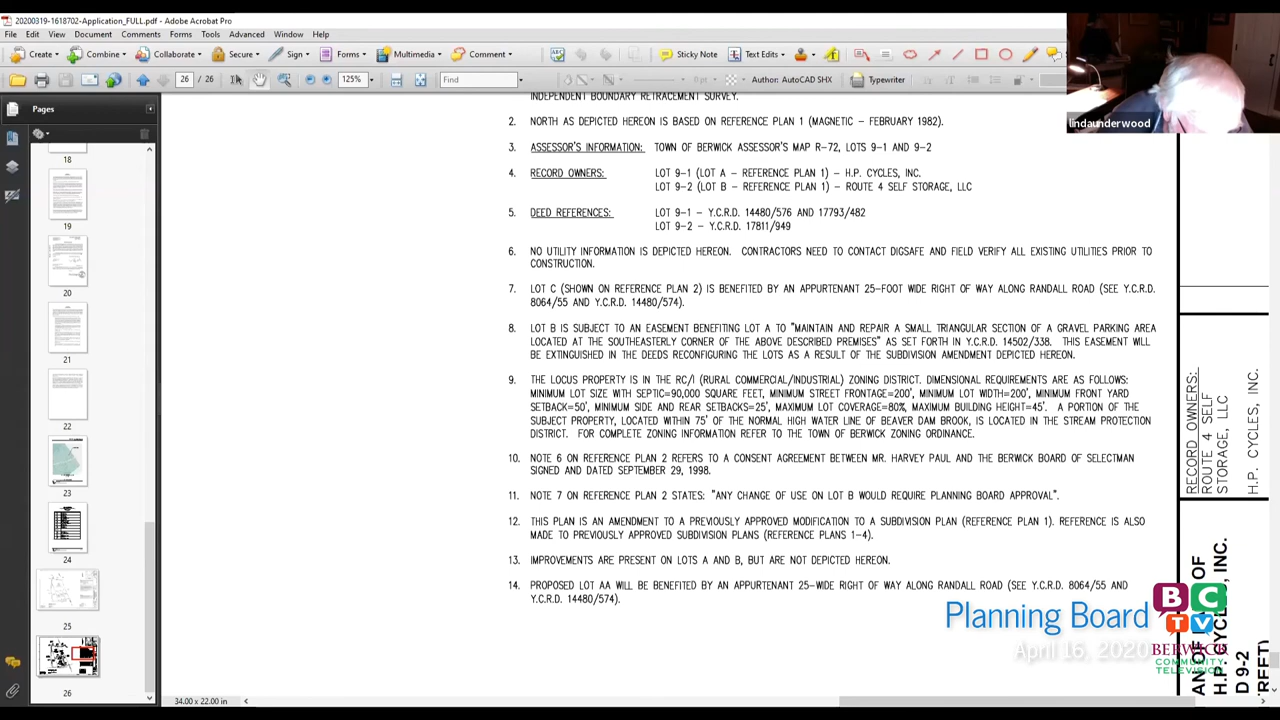 20200319-1618702-Application_FULL.pdf - Adobe Acrobat Pro
File Edit View Document Comments Forms Tools Advanced Window Help
Create Combine Collaborate Secure Sign Forms Multimedia Comment Sticky Note Text Edits
26 / 26 125% Find Author: AutoCAD SHX Typewriter
lindaunderwood
Pages
18
19
20
21
22
23
24
25
26
INDEPENDENT BOUNDARY RETRACEMENT SURVEY.
2. NORTH AS DEPICTED HEREON IS BASED ON REFERENCE PLAN 1 (MAGNETIC – FEBRUARY 1982).
3. ASSESSOR'S INFORMATION: TOWN OF BERWICK ASSESSOR'S MAP R-72, LOTS 9-1 AND 9-2
4. RECORD OWNERS: LOT 9-1 (LOT A – REFERENCE PLAN 1) – H.P. CYCLES, INC.
LOT 9-2 (LOT B – REFERENCE PLAN 1) – ROUTE 4 SELF STORAGE, LLC
5. DEED REFERENCES: LOT 9-1 – Y.C.R.D. 14480/576 AND 17793/482
LOT 9-2 – Y.C.R.D. 17811/949
6. NO UTILITY INFORMATION IS DEPICTED HEREON. CONTRACTORS NEED TO CONTACT DIGSAFE AND FIELD VERIFY ALL EXISTING UTILITIES PRIOR TO
CONSTRUCTION.
7. LOT C (SHOWN ON REFERENCE PLAN 2) IS BENEFITED BY AN APPURTENANT 25-FOOT WIDE RIGHT OF WAY ALONG RANDALL ROAD (SEE Y.C.R.D.
8064/55 AND Y.C.R.D. 14480/574).
8. LOT B IS SUBJECT TO AN EASEMENT BENEFITING LOT A TO "MAINTAIN AND REPAIR A SMALL TRIANGULAR SECTION OF A GRAVEL PARKING AREA
LOCATED AT THE SOUTHEASTERLY CORNER OF THE ABOVE DESCRIBED PREMISES" AS SET FORTH IN Y.C.R.D. 14502/338. THIS EASEMENT WILL
BE EXTINGUISHED IN THE DEEDS RECONFIGURING THE LOTS AS A RESULT OF THE SUBDIVISION AMENDMENT DEPICTED HEREON.
9. THE LOCUS PROPERTY IS IN THE RC/I (RURAL COMMERCIAL/INDUSTRIAL) ZONING DISTRICT. DIMENSIONAL REQUIREMENTS ARE AS FOLLOWS:
MINIMUM LOT SIZE WITH SEPTIC=90,000 SQUARE FEET, MINIMUM STREET FRONTAGE=200', MINIMUM LOT WIDTH=200', MINIMUM FRONT YARD
SETBACK=50', MINIMUM SIDE AND REAR SETBACKS=25', MAXIMUM LOT COVERAGE=80%, MAXIMUM BUILDING HEIGHT=45'. A PORTION OF THE
SUBJECT PROPERTY, LOCATED WITHIN 75' OF THE NORMAL HIGH WATER LINE OF BEAVER DAM BROOK, IS LOCATED IN THE STREAM PROTECTION
DISTRICT. FOR COMPLETE ZONING INFORMATION REFER TO THE TOWN OF BERWICK ZONING ORDINANCE.
10. NOTE 6 ON REFERENCE PLAN 2 REFERS TO A CONSENT AGREEMENT BETWEEN MR. HARVEY PAUL AND THE BERWICK BOARD OF SELECTMAN
SIGNED AND DATED SEPTEMBER 29, 1998.
11. NOTE 7 ON REFERENCE PLAN 2 STATES: "ANY CHANGE OF USE ON LOT B WOULD REQUIRE PLANNING BOARD APPROVAL".
12. THIS PLAN IS AN AMENDMENT TO A PREVIOUSLY APPROVED MODIFICATION TO A SUBDIVISION PLAN (REFERENCE PLAN 1). REFERENCE IS ALSO
MADE TO PREVIOUSLY APPROVED SUBDIVISION PLANS (REFERENCE PLANS 1-4).
13. IMPROVEMENTS ARE PRESENT ON LOTS A AND B, BUT ARE NOT DEPICTED HEREON.
14. PROPOSED LOT AA WILL BE BENEFITED BY AN APPURTENANT 25-WIDE RIGHT OF WAY ALONG RANDALL ROAD (SEE Y.C.R.D. 8064/55 AND
Y.C.R.D. 14480/574).
RECORD OWNERS:
ROUTE 4 SELF
STORAGE, LLC
H.P. CYCLES, INC.
H.P. CYCLES, INC.
D 9-2
Planning Board
April 16, 2020
BCTV
BERWICK
COMMUNITY
TELEVISION
34.00 x 22.00 in